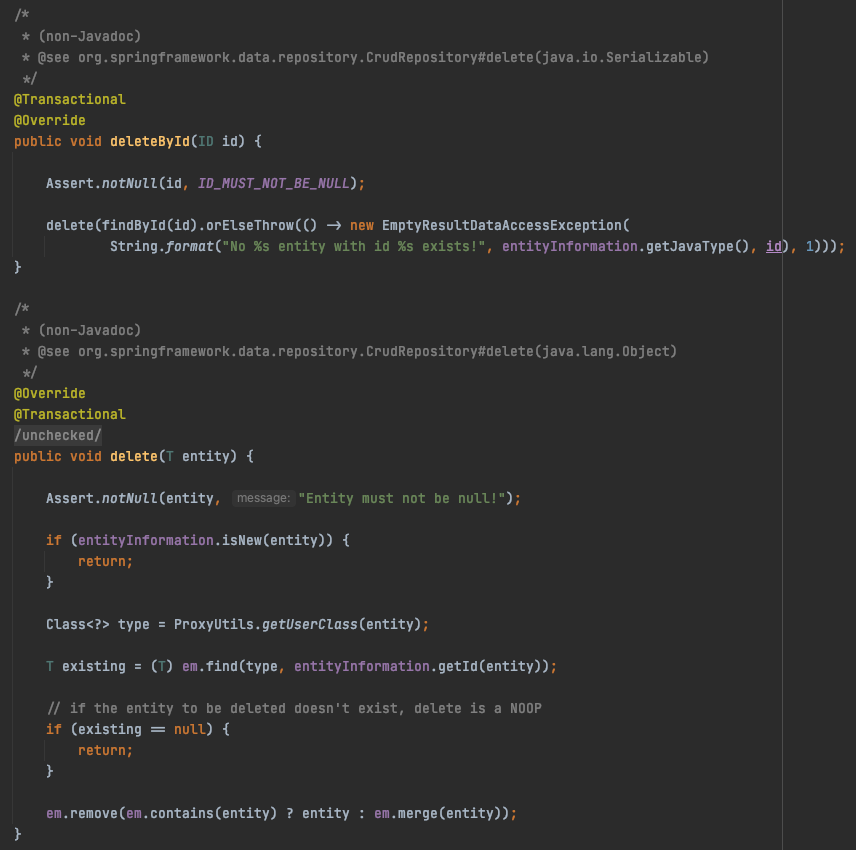 /*
 * (non-Javadoc)
 * @see org.springframework.data.repository.CrudRepository#delete(java.io.Serializable)
 */
@Transactional
@Override
public void deleteById(ID id) {
    Assert.notNull(id, ID_MUST_NOT_BE_NULL);
    delete(findById(id).orElseThrow(() -> new EmptyResultDataAccessException(
            String.format("No %s entity with id %s exists!", entityInformation.getJavaType(), id), 1)));
}
/*
 * (non-Javadoc)
 * @see org.springframework.data.repository.CrudRepository#delete(java.lang.Object)
 */
@Override
@Transactional
/unchecked/
public void delete(T entity) {
    Assert.notNull(entity, message: "Entity must not be null!");
    if (entityInformation.isNew(entity)) {
        return;
    }
    Class<?> type = ProxyUtils.getUserClass(entity);
    T existing = (T) em.find(type, entityInformation.getId(entity));
    // if the entity to be deleted doesn't exist, delete is a NOOP
    if (existing == null) {
        return;
    }
    em.remove(em.contains(entity) ? entity : em.merge(entity));
}